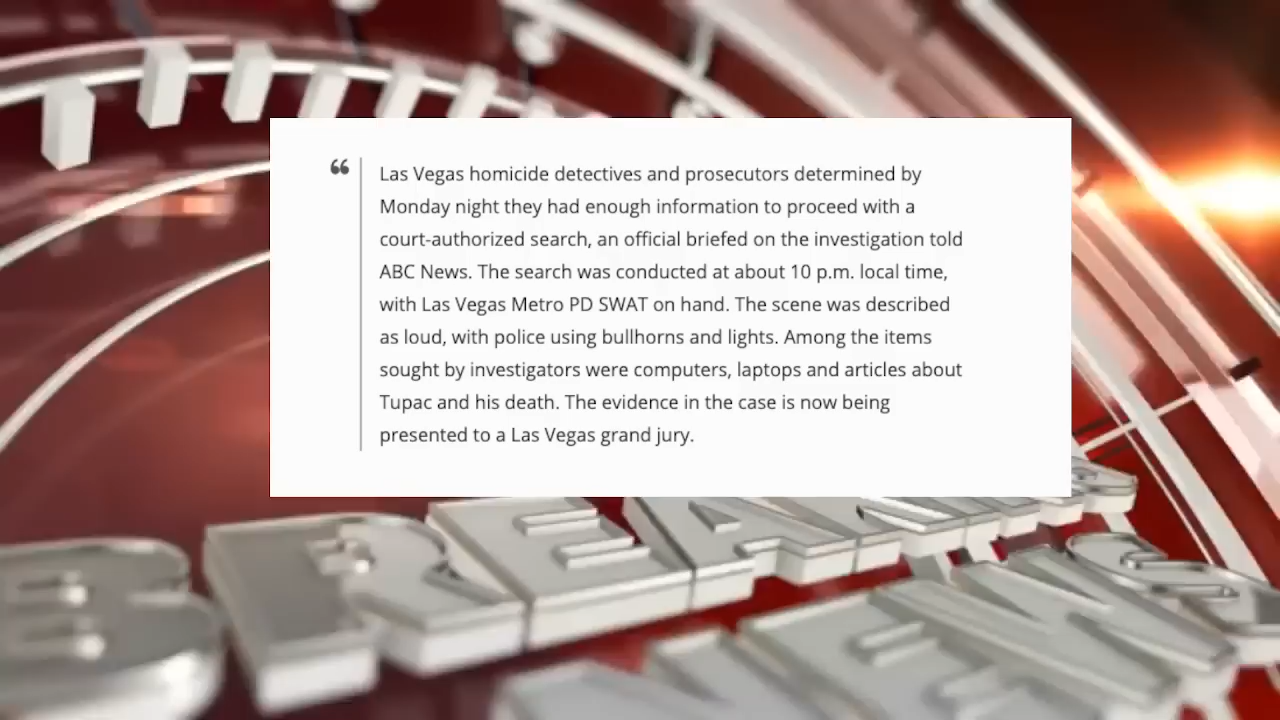 “
Las Vegas homicide detectives and prosecutors determined by
Monday night they had enough information to proceed with a
court-authorized search, an official briefed on the investigation told
ABC News. The search was conducted at about 10 p.m. local time,
with Las Vegas Metro PD SWAT on hand. The scene was described
as loud, with police using bullhorns and lights. Among the items
sought by investigators were computers, laptops and articles about
Tupac and his death. The evidence in the case is now being
presented to a Las Vegas grand jury.
BREAKING
NEWS